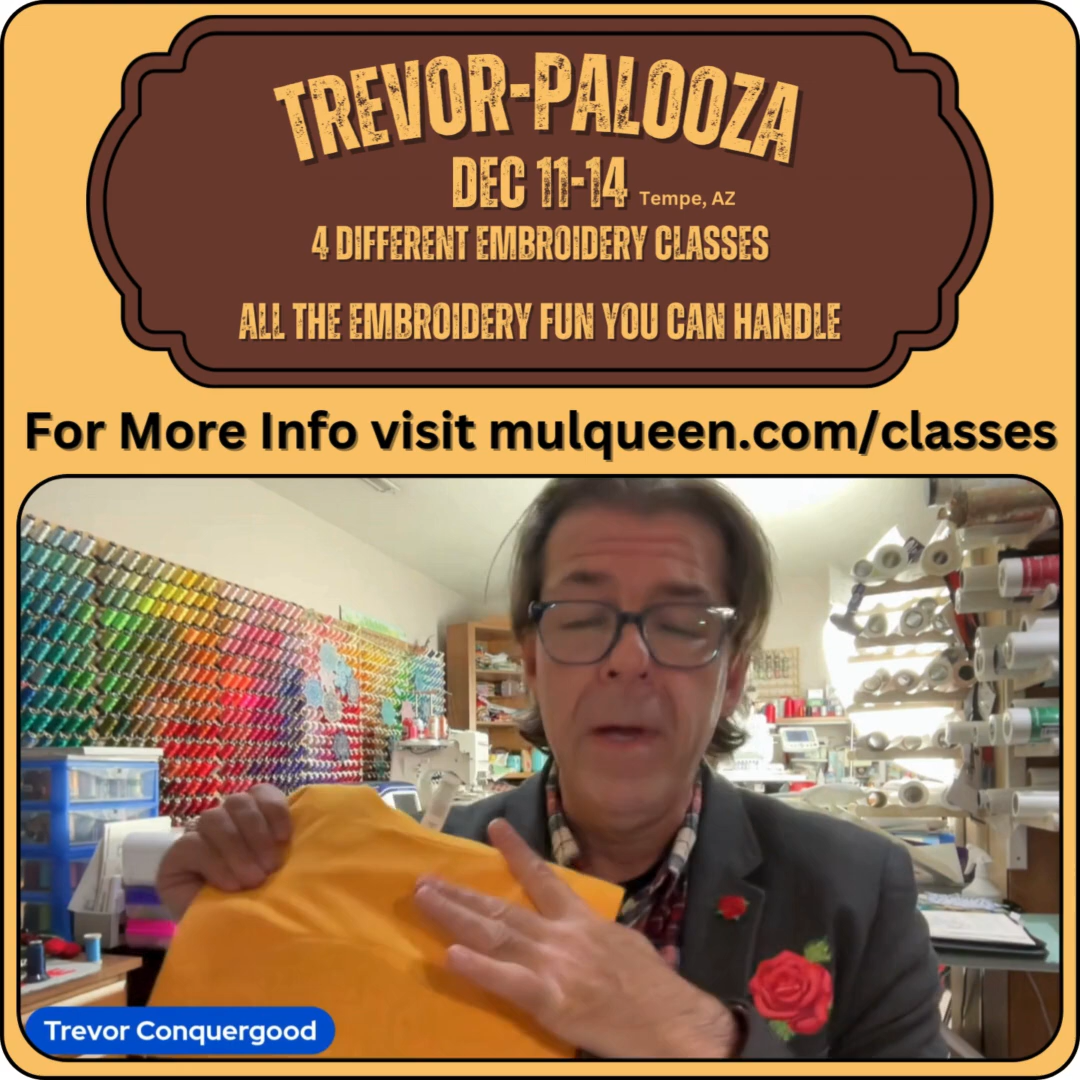 TREVOR-PALOOZA
DEC 11-14 Tempe, AZ
4 DIFFERENT EMBROIDERY CLASSES
ALL THE EMBROIDERY FUN YOU CAN HANDLE
For More Info visit mulqueen.com/classes
Trevor Conquergood